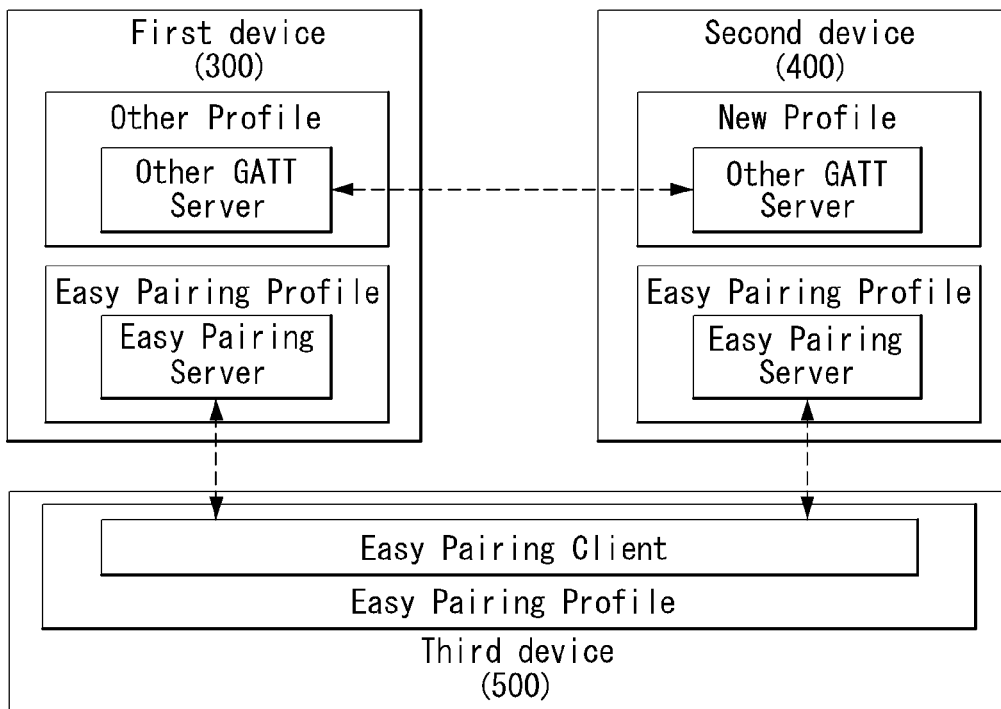 First device
(300)
Other Profile
Other GATT
Server
Easy Pairing Profile
Easy Pairing
Server
Second device
(400)
New Profile
Other GATT
Server
Easy Pairing Profile
Easy Pairing
Server
Easy Pairing Client
Easy Pairing Profile
Third device
(500)